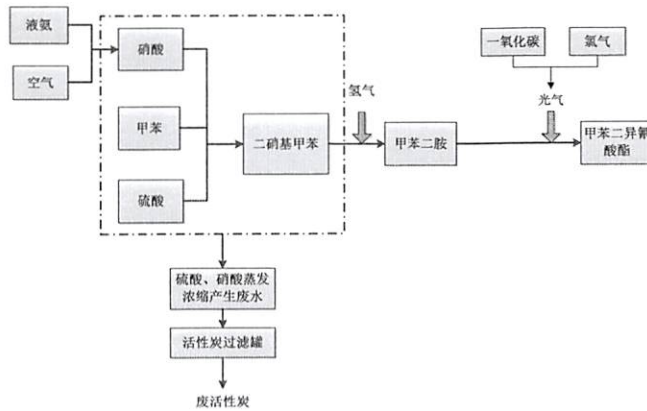 液氨
空气
硝酸
甲苯
硫酸
二硝基甲苯
氢气
甲苯二胺
一氧化碳
氯气
光气
甲苯二异氰
酸酯
硫酸、硝酸蒸发
浓缩产生废水
活性炭过滤罐
废活性炭